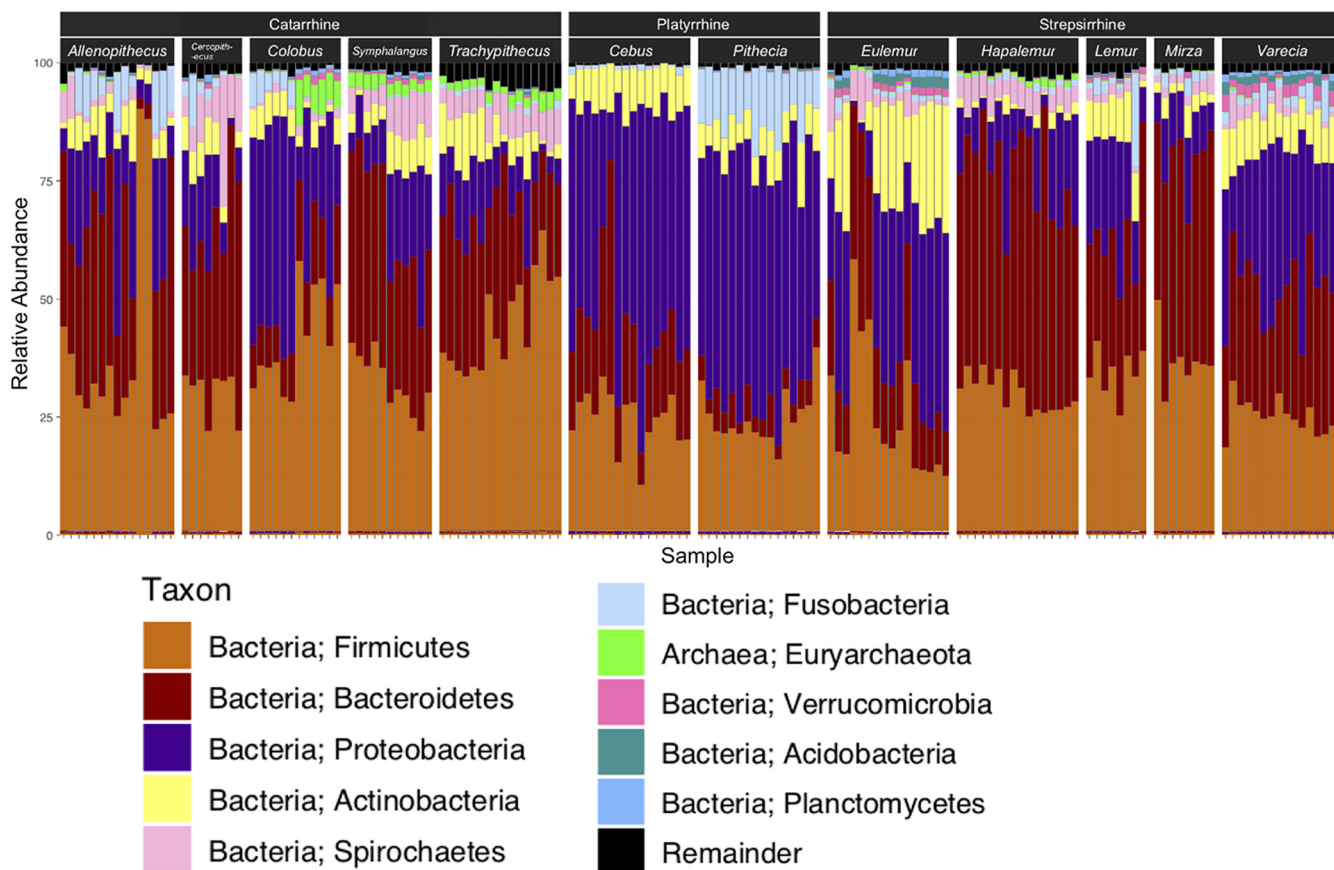 Catarrhine Platyrrhine Strepsirrhine
Allenopithecus Cercopith- Colobus Symphalangus Trachypithecus Cebus Pithecia Eulemur Hapalemur Lemur Mirza Varecia
-ecus
100
75
50
25
0
Relative Abundance
Sample
Taxon
Bacteria; Firmicutes
Bacteria; Bacteroidetes
Bacteria; Proteobacteria
Bacteria; Actinobacteria
Bacteria; Spirochaetes
Bacteria; Fusobacteria
Archaea; Euryarchaeota
Bacteria; Verrucomicrobia
Bacteria; Acidobacteria
Bacteria; Planctomycetes
Remainder